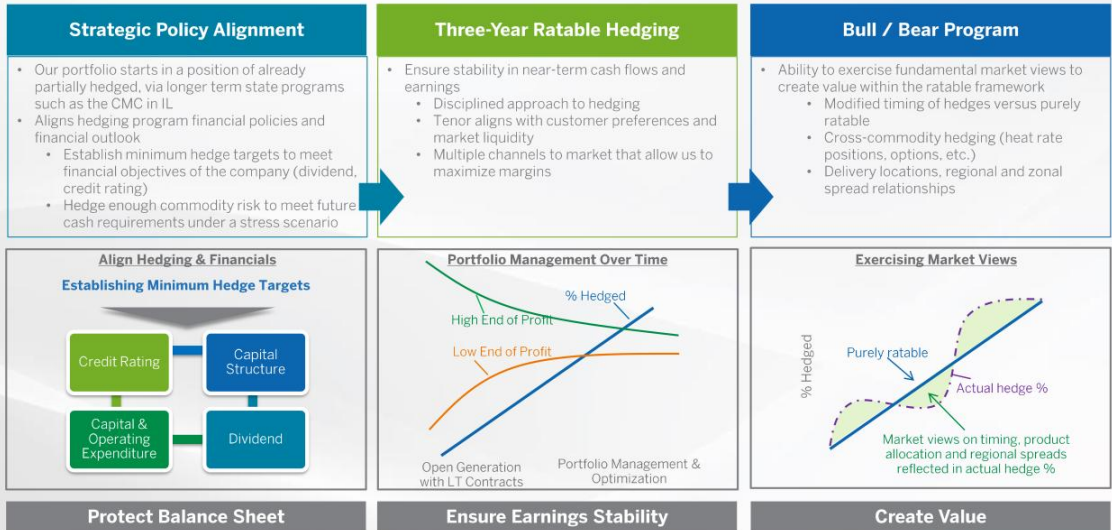 Strategic Policy Alignment
• Our portfolio starts in a position of already
partially hedged, via longer term state programs
such as the CMC in IL
• Aligns hedging program financial policies and
financial outlook
• Establish minimum hedge targets to meet
financial objectives of the company (dividend,
credit rating)
• Hedge enough commodity risk to meet future
cash requirements under a stress scenario
Three-Year Ratable Hedging
• Ensure stability in near-term cash flows and
earnings
• Disciplined approach to hedging
• Tenor aligns with customer preferences and
market liquidity
• Multiple channels to market that allow us to
maximize margins
Bull / Bear Program
• Ability to exercise fundamental market views to
create value within the ratable framework
• Modified timing of hedges versus purely
ratable
• Cross-commodity hedging (heat rate
positions, options, etc.)
• Delivery locations, regional and zonal
spread relationships
Align Hedging & Financials
Establishing Minimum Hedge Targets
Credit Rating
Capital
Structure
Capital &
Operating
Expenditure
Dividend
Portfolio Management Over Time
% Hedged
High End of Profit
Low End of Profit
Open Generation
with LT Contracts
Portfolio Management &
Optimization
Exercising Market Views
% Hedged
Purely ratable
Actual hedge %
Market views on timing, product
allocation and regional spreads
reflected in actual hedge %
Protect Balance Sheet
Ensure Earnings Stability
Create Value